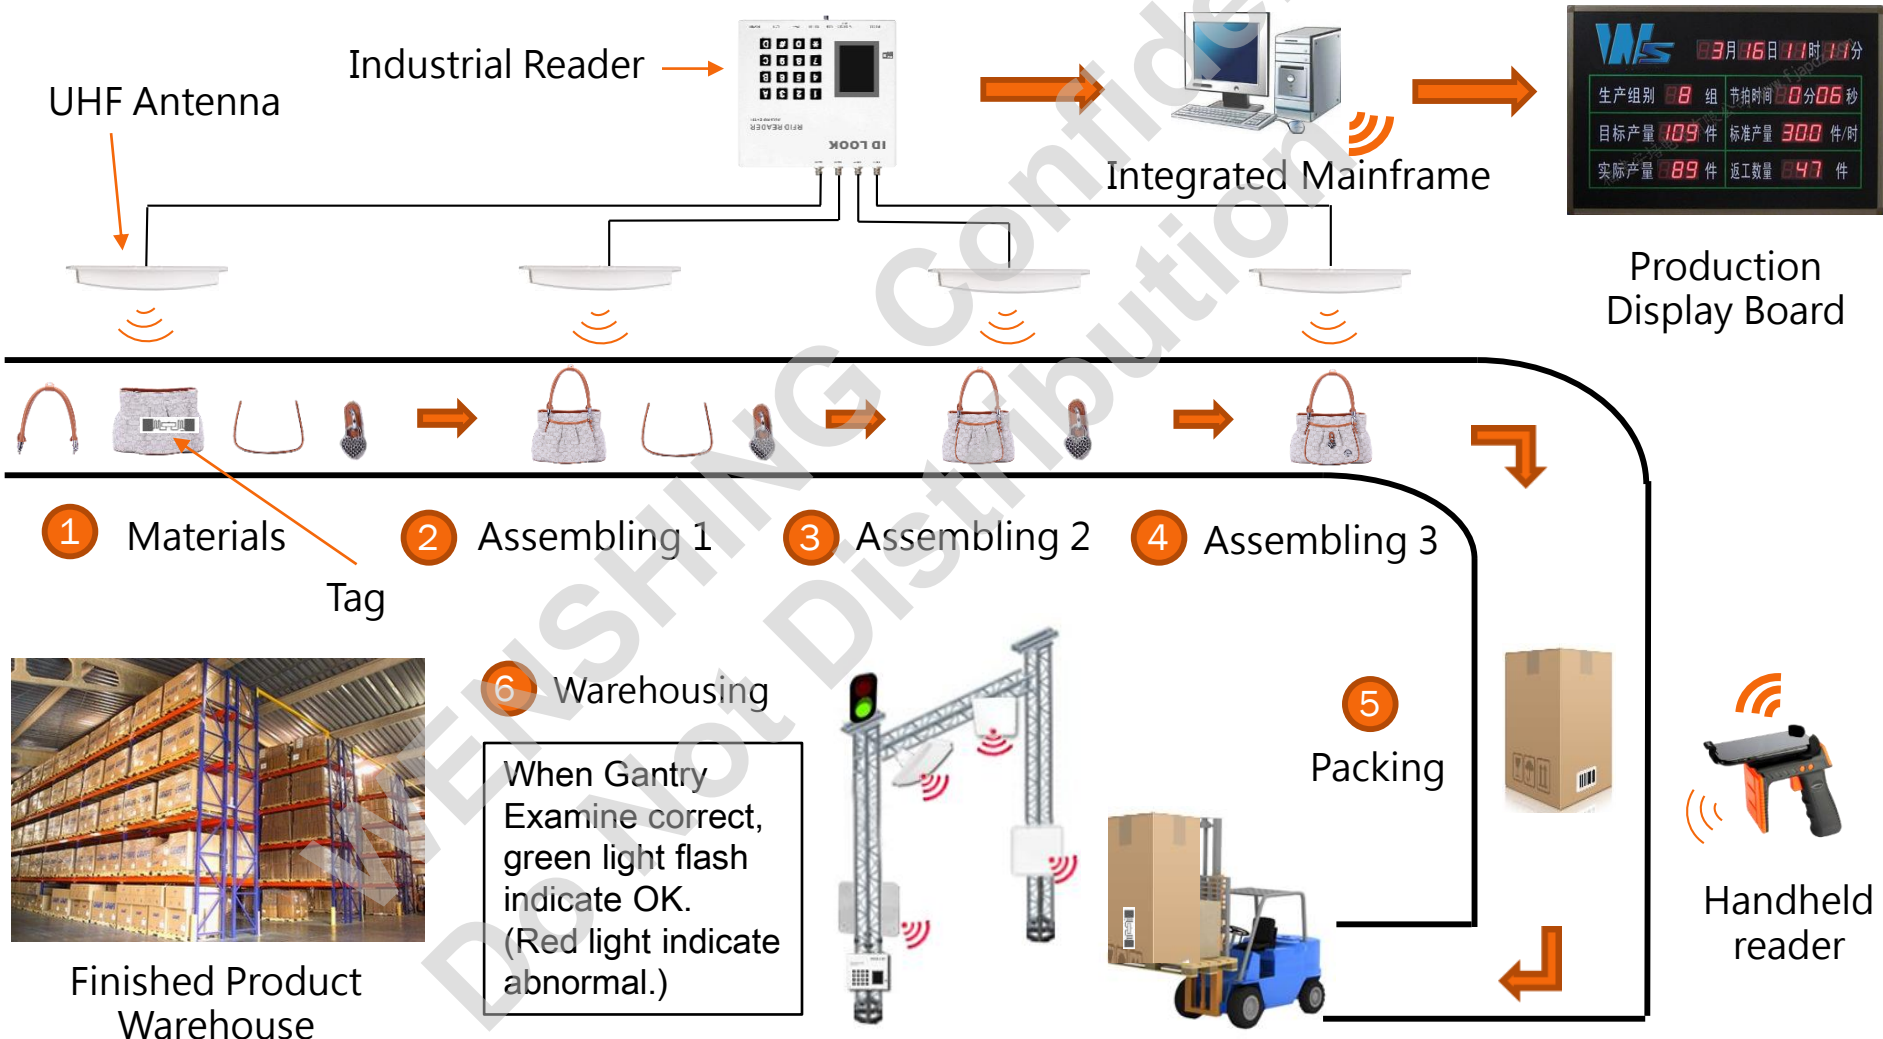 Industrial Reader
UHF Antenna
RFID READER
ID LOOK
Integrated Mainframe
WS
3月16日11时11分
生产组别 8 组 节拍时间 0分06秒
目标产量 109 件 标准产量 300 件/时
实际产量 89 件 返工数量 47 件
Production
Display Board
1 Materials
2 Assembling 1
3 Assembling 2
4 Assembling 3
Tag
6 Warehousing
When Gantry
Examine correct,
green light flash
indicate OK.
(Red light indicate
abnormal.)
5
Packing
Handheld
reader
Finished Product
Warehouse
WENSHING Confidential
Do Not Distribution